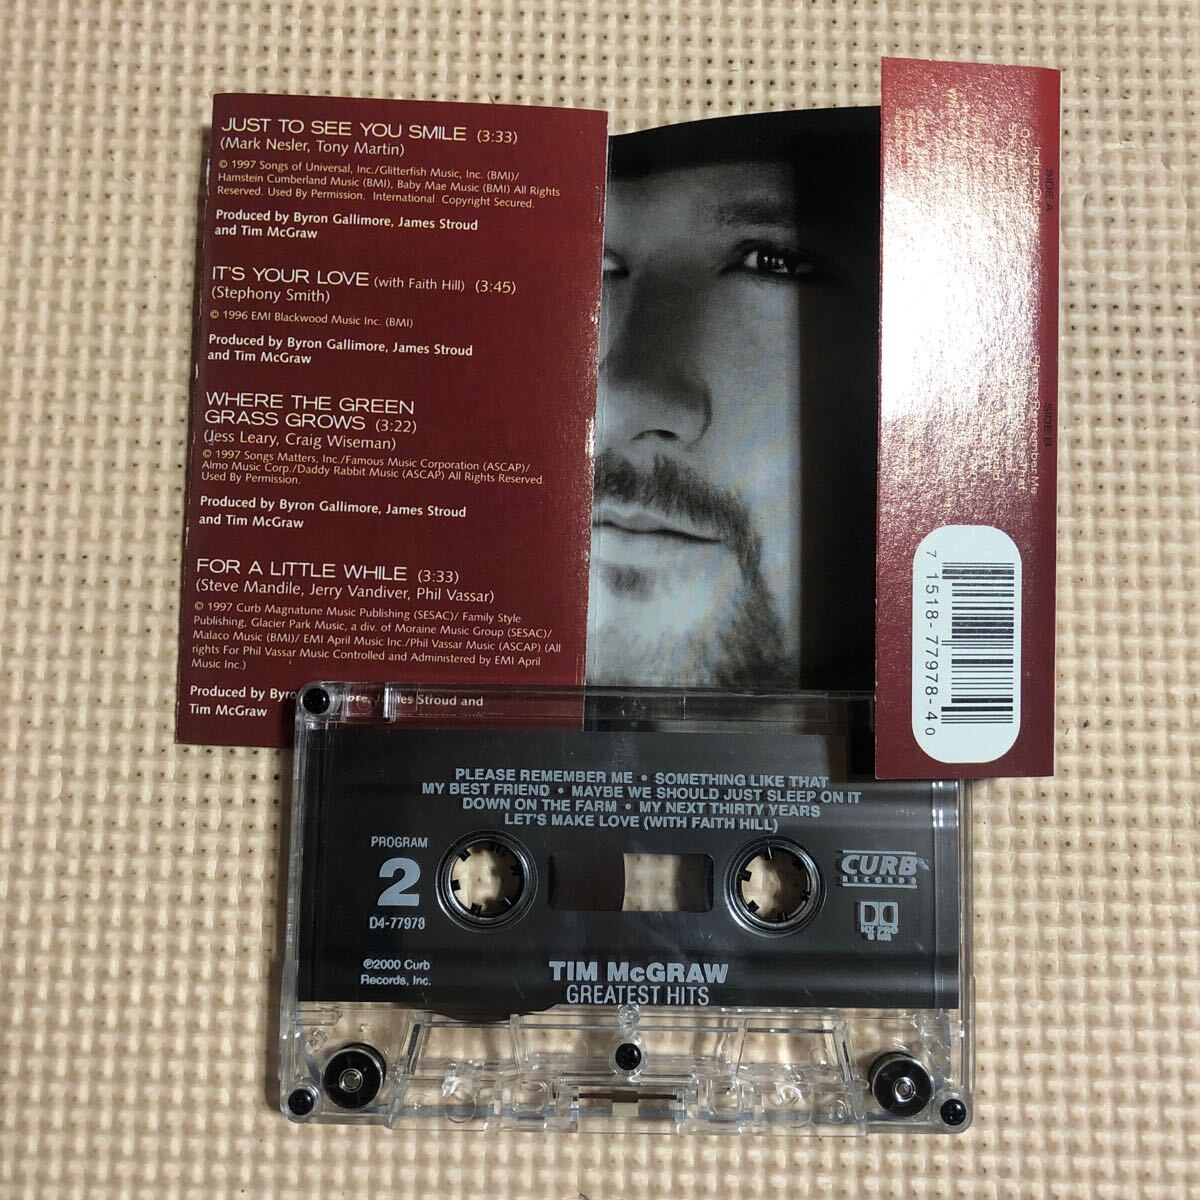 JUST TO SEE YOU SMILE (3:33)
(Mark Nesler, Tony Martin)
© 1997 Songs of Universal, Inc./Glitterfish Music, Inc. (BMI)/
Hamstein Cumberland Music (BMI), Baby Mae Music (BMI) All Rights
Reserved. Used By Permission. International Copyright Secured.
Produced by Byron Gallimore, James Stroud
and Tim McGraw
IT'S YOUR LOVE (with Faith Hill) (3:45)
(Stephony Smith)
© 1996 EMI Blackwood Music Inc. (BMI)
Produced by Byron Gallimore, James Stroud
and Tim McGraw
WHERE THE GREEN
GRASS GROWS (3:22)
(Jess Leary, Craig Wiseman)
© 1997 Songs Matters, Inc./Famous Music Corporation (ASCAP)/
Almo Music Corp./Daddy Rabbit Music (ASCAP) All Rights Reserved.
Used By Permission.
Produced by Byron Gallimore, James Stroud
and Tim McGraw
FOR A LITTLE WHILE (3:33)
(Steve Mandile, Jerry Vandiver, Phil Vassar)
© 1997 Curb Magnatune Music Publishing (SESAC)/ Family Style
Publishing, Glacier Park Music, a div. of Moraine Music Group (SESAC)/
Malaco Music (BMI)/ EMI April Music Inc./Phil Vassar Music (ASCAP) (All
rights For Phil Vassar Music Controlled and Administered by EMI April
Music Inc.)
Produced by Byron Gallimore, James Stroud and
Tim McGraw
SIDE A
SIDE B
Please Remember Me
7 1518-77978-4 0
PLEASE REMEMBER ME • SOMETHING LIKE THAT
MY BEST FRIEND • MAYBE WE SHOULD JUST SLEEP ON IT
DOWN ON THE FARM • MY NEXT THIRTY YEARS
LET'S MAKE LOVE (WITH FAITH HILL)
PROGRAM
2
D4-77978
℗2000 Curb
Records, Inc.
CURB
RECORDS
HX PRO
B NR
TIM McGRAW
GREATEST HITS